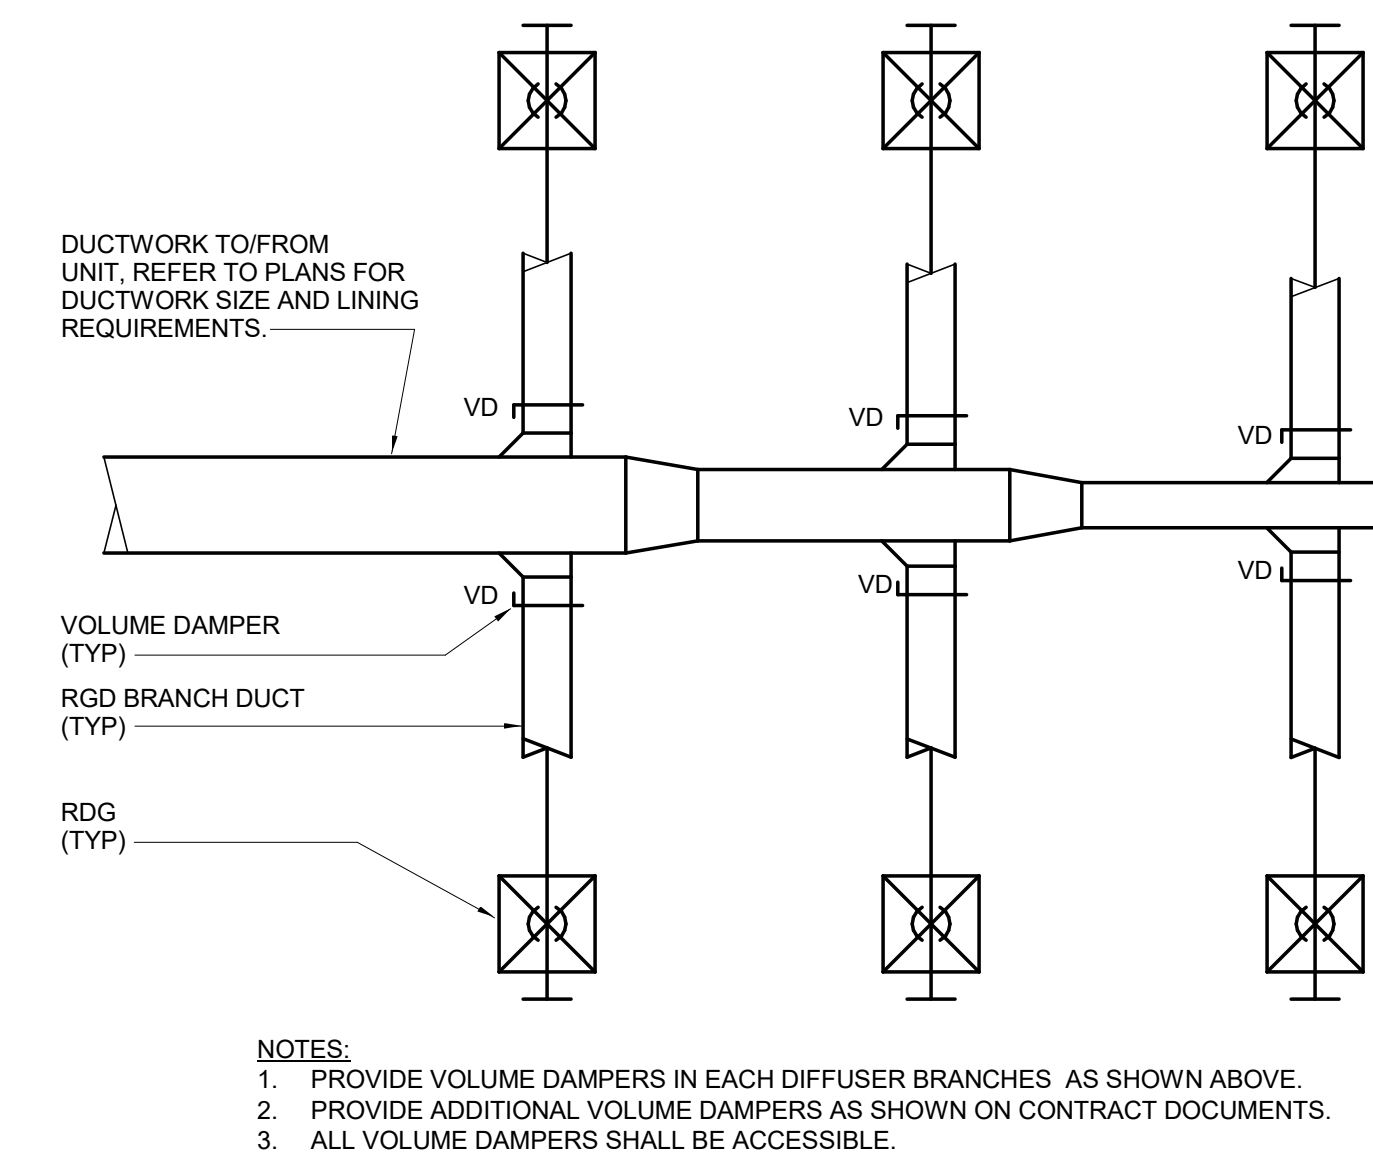 DUCTWORK TO/FROM
UNIT, REFER TO PLANS FOR
DUCTWORK SIZE AND LINING
REQUIREMENTS.
VD
VD
VD
VD
VD
VD
VOLUME DAMPER
(TYP)
RGD BRANCH DUCT
(TYP)
RDG
(TYP)
NOTES:
1. PROVIDE VOLUME DAMPERS IN EACH DIFFUSER BRANCHES AS SHOWN ABOVE.
2. PROVIDE ADDITIONAL VOLUME DAMPERS AS SHOWN ON CONTRACT DOCUMENTS.
3. ALL VOLUME DAMPERS SHALL BE ACCESSIBLE.